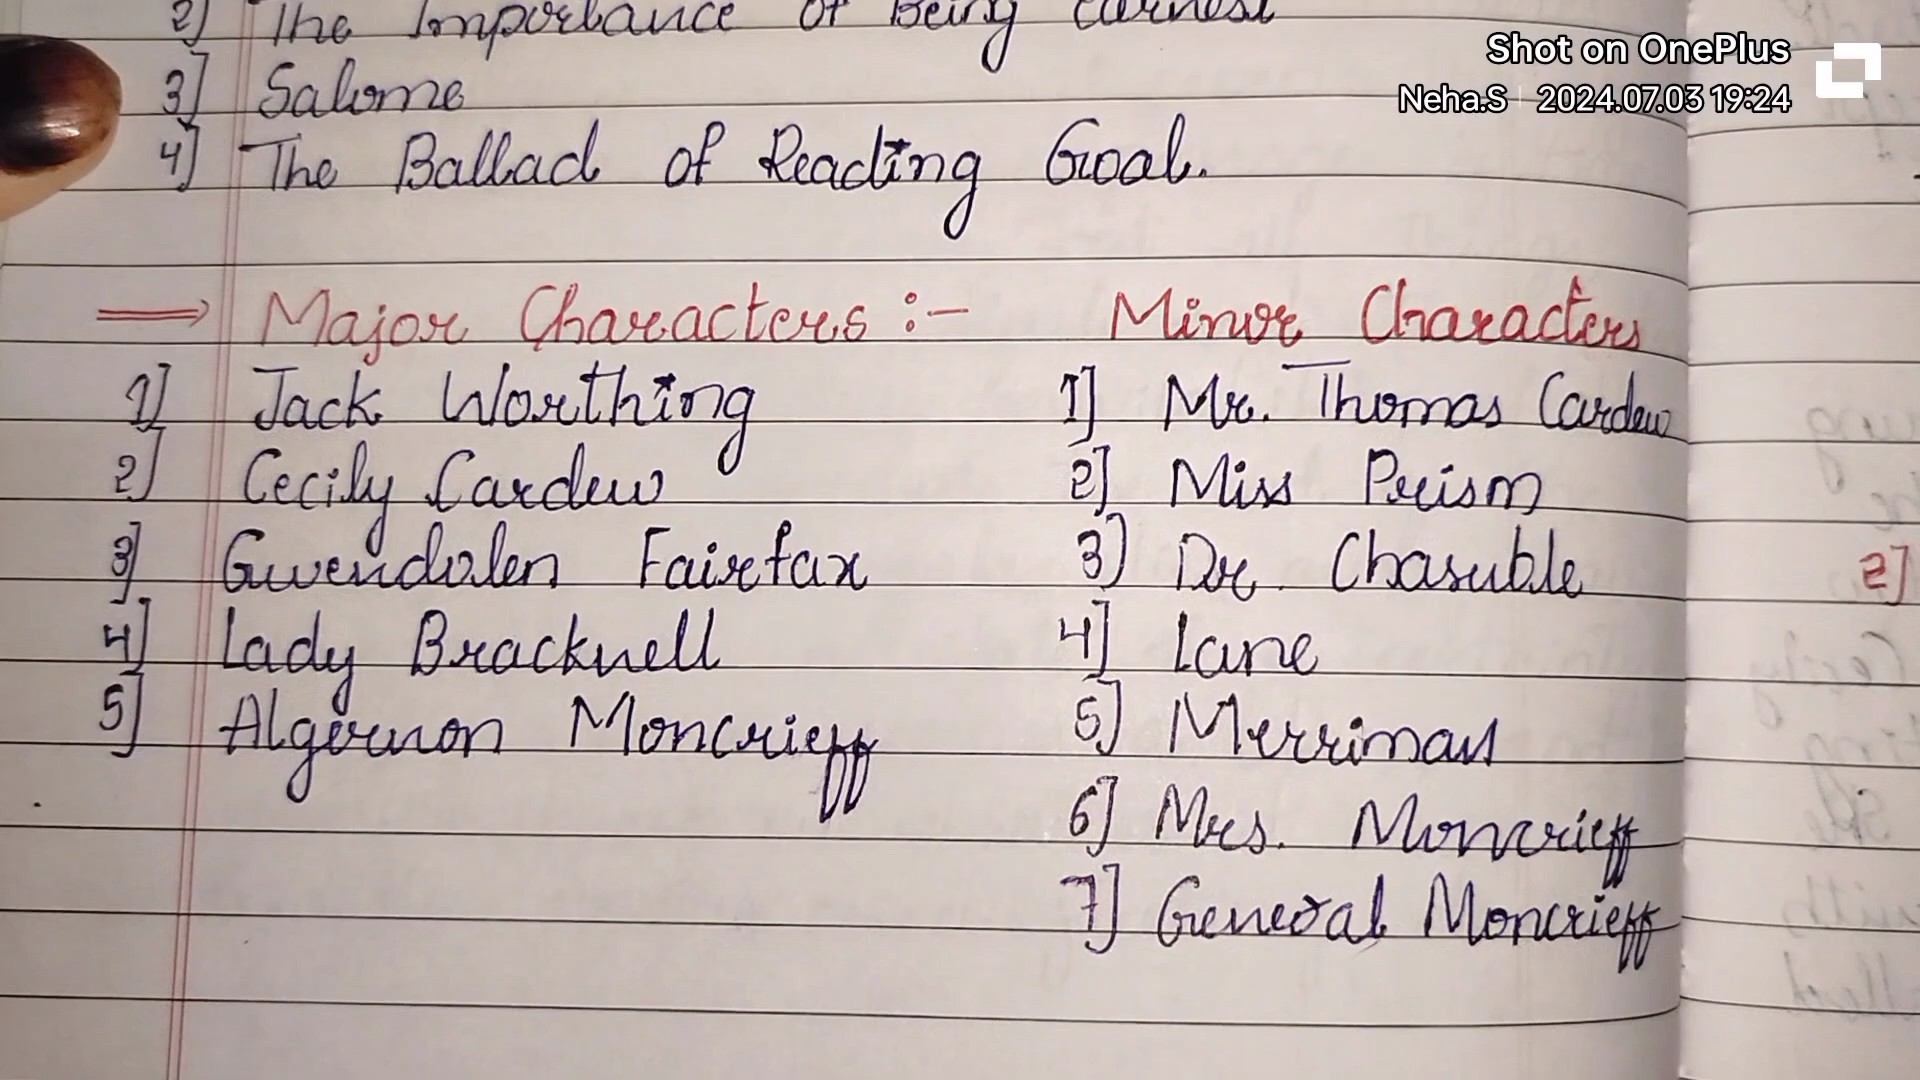 2] The Importance of Being Earnest
3] Salome
4] The Ballad of Reading Goal.
Shot on OnePlus
Neha.S | 2024.07.03 19:24
⇒ Major Characters :-
1] Jack Worthing
2] Cecily Cardew
3] Gwendolen Fairfax
4] Lady Bracknell
5] Algernon Moncrieff
Minor Characters
1] Mr. Thomas Cardew
2] Miss Prism
3] Dr. Chasuble
4] Lane
5] Merriman
6] Mrs. Moncrieff
7] General Moncrieff
2]